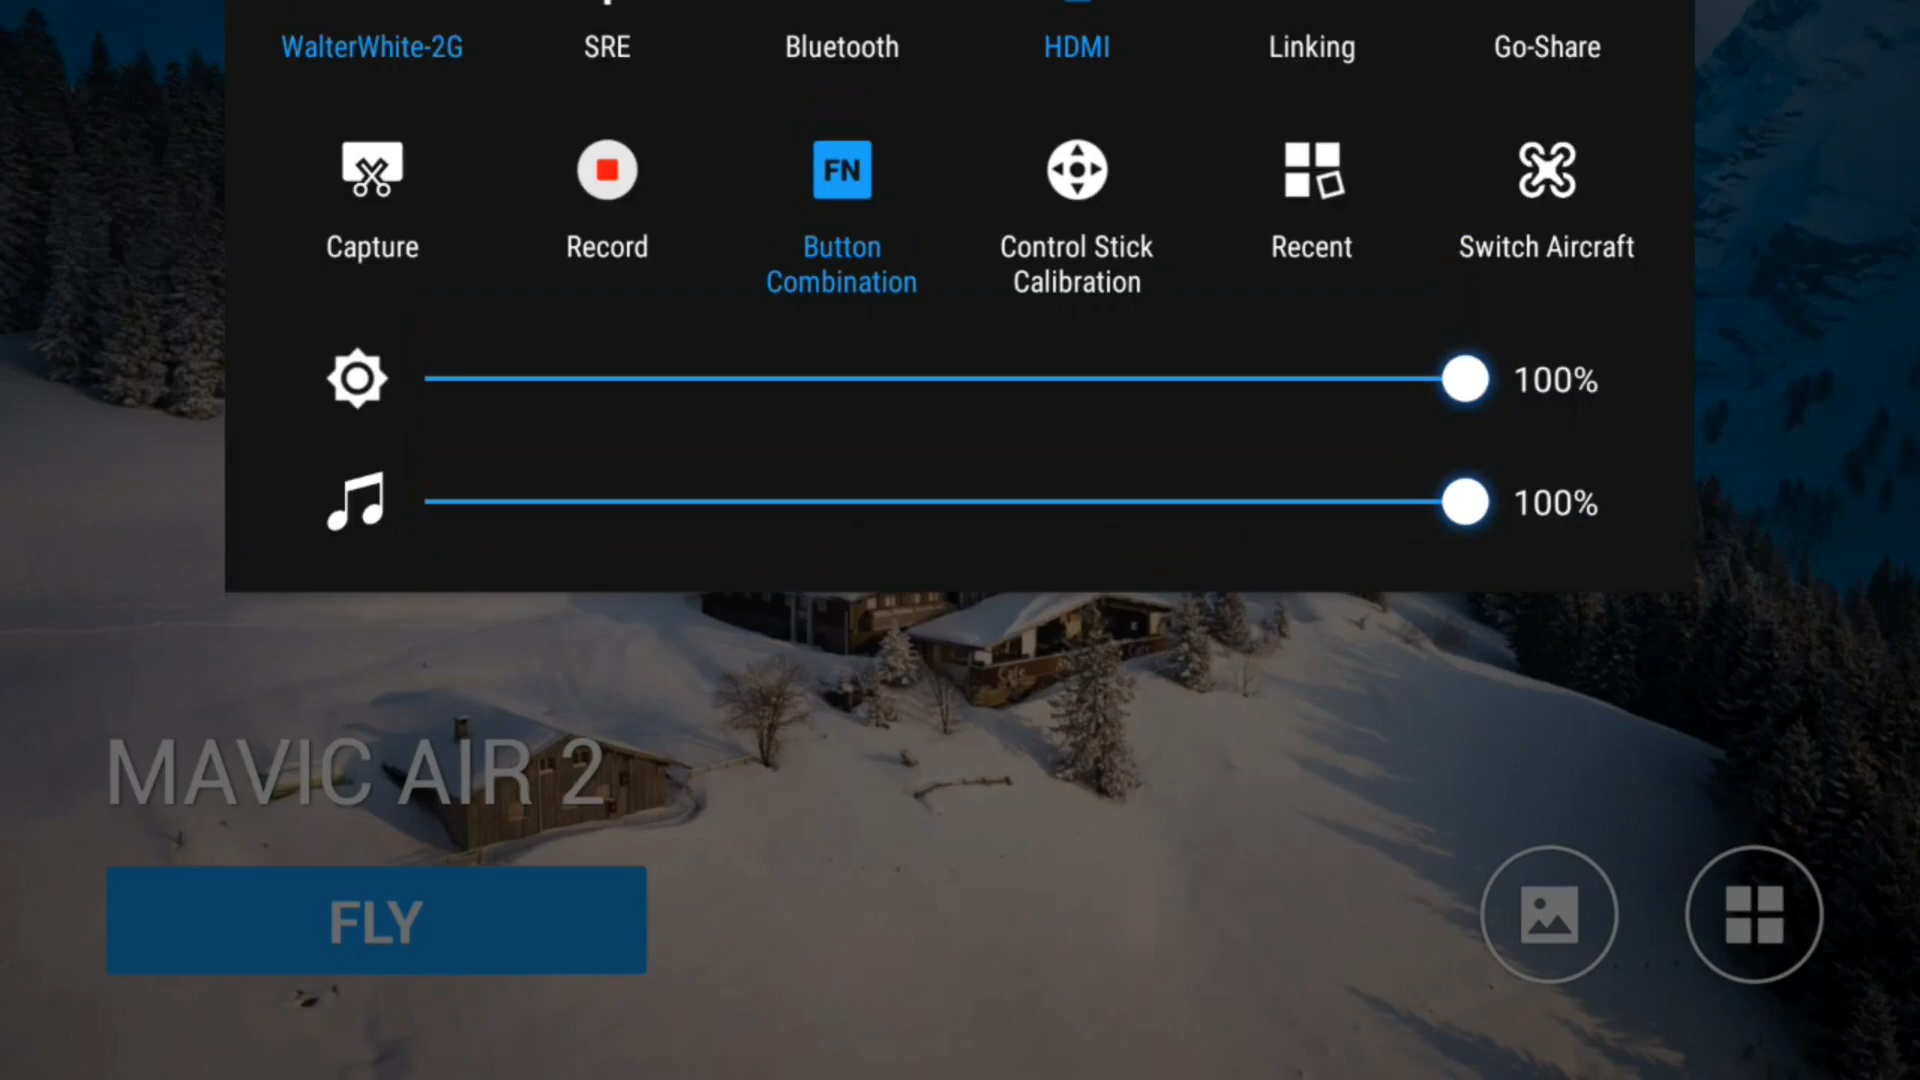 WalterWhite-2G SRE Bluetooth HDMI Linking Go-Share
FN
Capture Record Button Combination Control Stick Calibration Recent Switch Aircraft
100%
100%
Cafe
MAVIC AIR 2
FLY